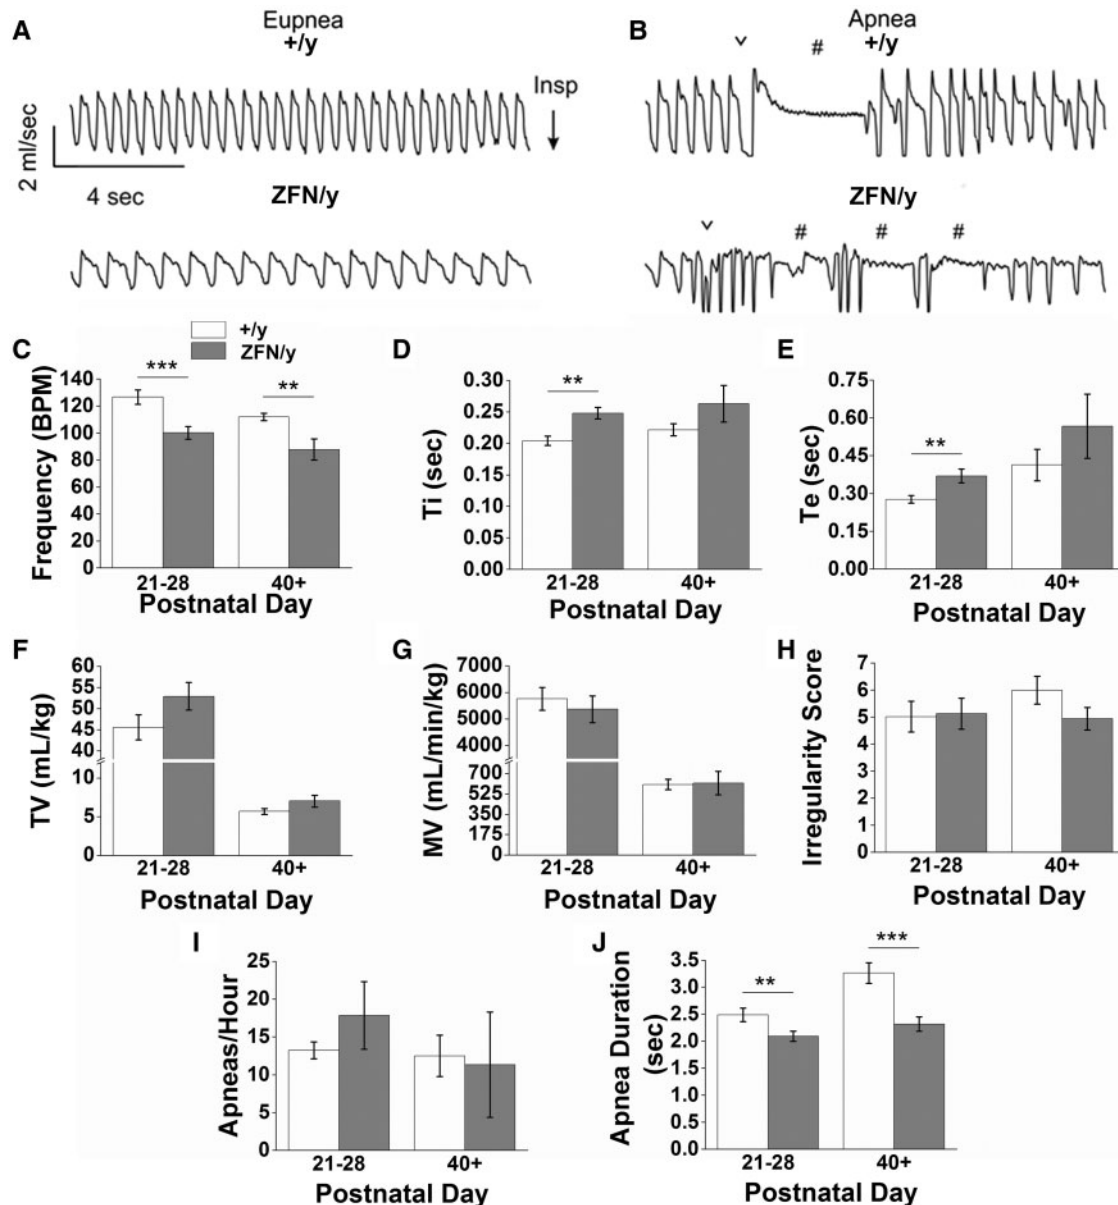 A
Eupnea
+/y
2 ml/sec
4 sec
Insp
ZFN/y
B
Apnea
+/y
˅
#
ZFN/y
˅
#
#
#
+/y
ZFN/y
C
Frequency (BPM)
140
120
100
80
60
40
20
0
***
**
21-28
40+
Postnatal Day
D
Ti (sec)
0.30
0.20
0.20
0.10
0.05
0.00
**
21-28
40+
Postnatal Day
E
Te (sec)
0.75
0.60
0.45
0.30
0.15
0.00
**
21-28
40+
Postnatal Day
F
TV (mL/kg)
60
55
50
45
40
10
5
0
21-28
40+
Postnatal Day
G
MV (mL/min/kg)
7000
6000
5000
4000
700
525
350
175
0
21-28
40+
Postnatal Day
H
Irregularity Score
7
6
5
4
3
2
1
0
21-28
40+
Postnatal Day
I
Apneas/Hour
25
20
15
10
5
0
21-28
40+
Postnatal Day
J
Apnea Duration
(sec)
3.5
3.0
2.5
2.0
1.5
1.0
0.5
0.0
**
***
21-28
40+
Postnatal Day